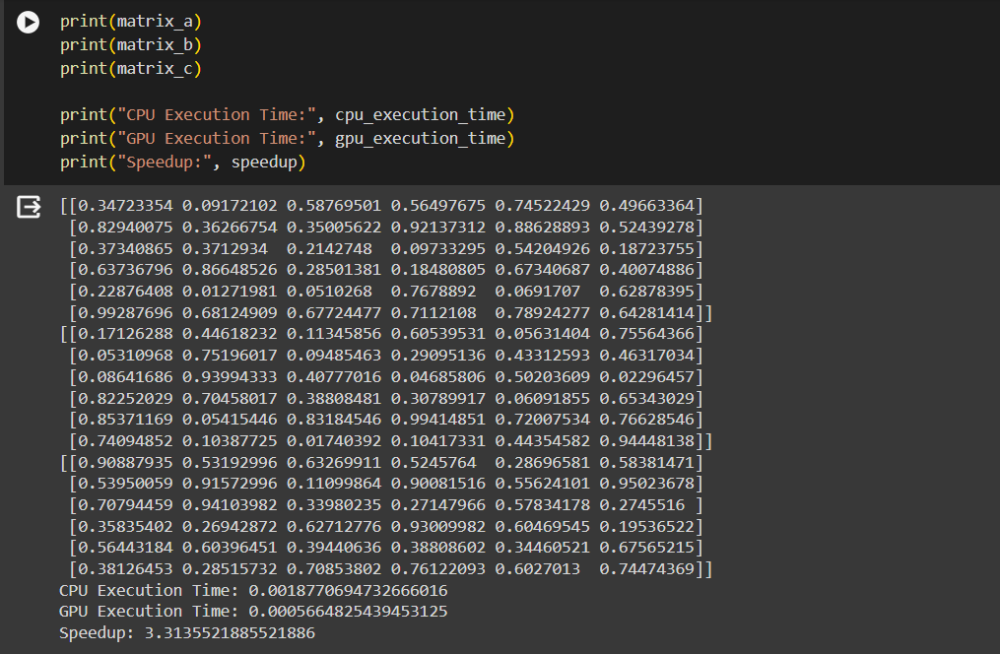 print(matrix_a)
print(matrix_b)
print(matrix_c)

print("CPU Execution Time:", cpu_execution_time)
print("GPU Execution Time:", gpu_execution_time)
print("Speedup:", speedup)
[[0.34723354 0.09172102 0.58769501 0.56497675 0.74522429 0.49663364]
 [0.82940075 0.36266754 0.35005622 0.92137312 0.88628893 0.52439278]
 [0.37340865 0.3712934  0.2142748  0.09733295 0.54204926 0.18723755]
 [0.63736796 0.86648526 0.28501381 0.18480805 0.67340687 0.40074886]
 [0.22876408 0.01271981 0.0510268  0.7678892  0.0691707  0.62878395]
 [0.99287696 0.68124909 0.67724477 0.7112108  0.78924277 0.64281414]]
[[0.17126288 0.44618232 0.11345856 0.60539531 0.05631404 0.75564366]
 [0.05310968 0.75196017 0.09485463 0.29095136 0.43312593 0.46317034]
 [0.08641686 0.93994333 0.40777016 0.04685806 0.50203609 0.02296457]
 [0.82252029 0.70458017 0.38808481 0.30789917 0.06091855 0.65343029]
 [0.85371169 0.05415446 0.83184546 0.99414851 0.72007534 0.76628546]
 [0.74094852 0.10387725 0.01740392 0.10417331 0.44354582 0.94448138]]
[[0.90887935 0.53192996 0.63269911 0.5245764  0.28696581 0.58381471]
 [0.53950059 0.91572996 0.11099864 0.90081516 0.55624101 0.95023678]
 [0.70794459 0.94103982 0.33980235 0.27147966 0.57834178 0.2745516 ]
 [0.35835402 0.26942872 0.62712776 0.93009982 0.60469545 0.19536522]
 [0.56443184 0.60396451 0.39440636 0.38808602 0.34460521 0.67565215]
 [0.38126453 0.28515732 0.70853802 0.76122093 0.6027013  0.74474369]]
CPU Execution Time: 0.0018770694732666016
GPU Execution Time: 0.0005664825439453125
Speedup: 3.3135521885521886